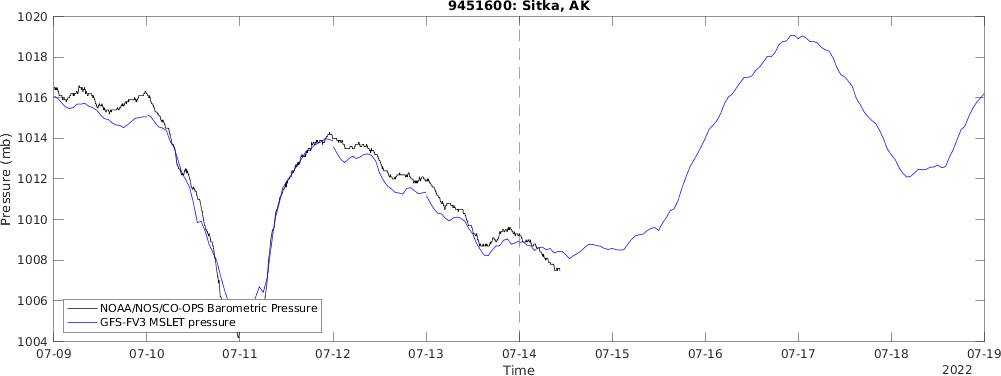 9451600: Sitka, AK
1020
1018
1016
1014
1012
1010
1008
1006
1004
Pressure (mb)
NOAA/NOS/CO-OPS Barometric Pressure
GFS-FV3 MSLET pressure
07-09 07-10 07-11 07-12 07-13 07-14 07-15 07-16 07-17 07-18 07-19
Time
2022